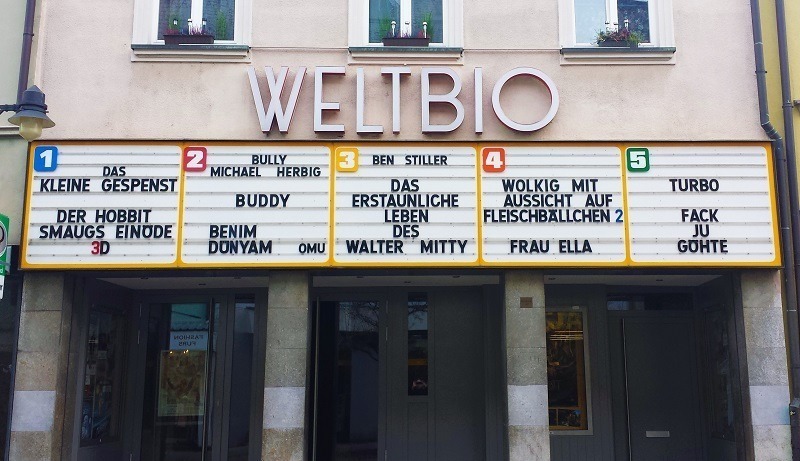 WELTBIO
1
DAS
KLEINE GESPENST
DER HOBBIT
SMAUGS EINÖDE
3D
2
BULLY
MICHAEL HERBIG
BUDDY
BENIM
DÜNYAM OMU
3
BEN STILLER
DAS
ERSTAUNLICHE
LEBEN
DES
WALTER MITTY
4
WOLKIG MIT
AUSSICHT AUF
FLEISCHBÄLLCHEN 2
FRAU ELLA
5
TURBO
FACK
JU
GÖHTE
FASHION
FURS